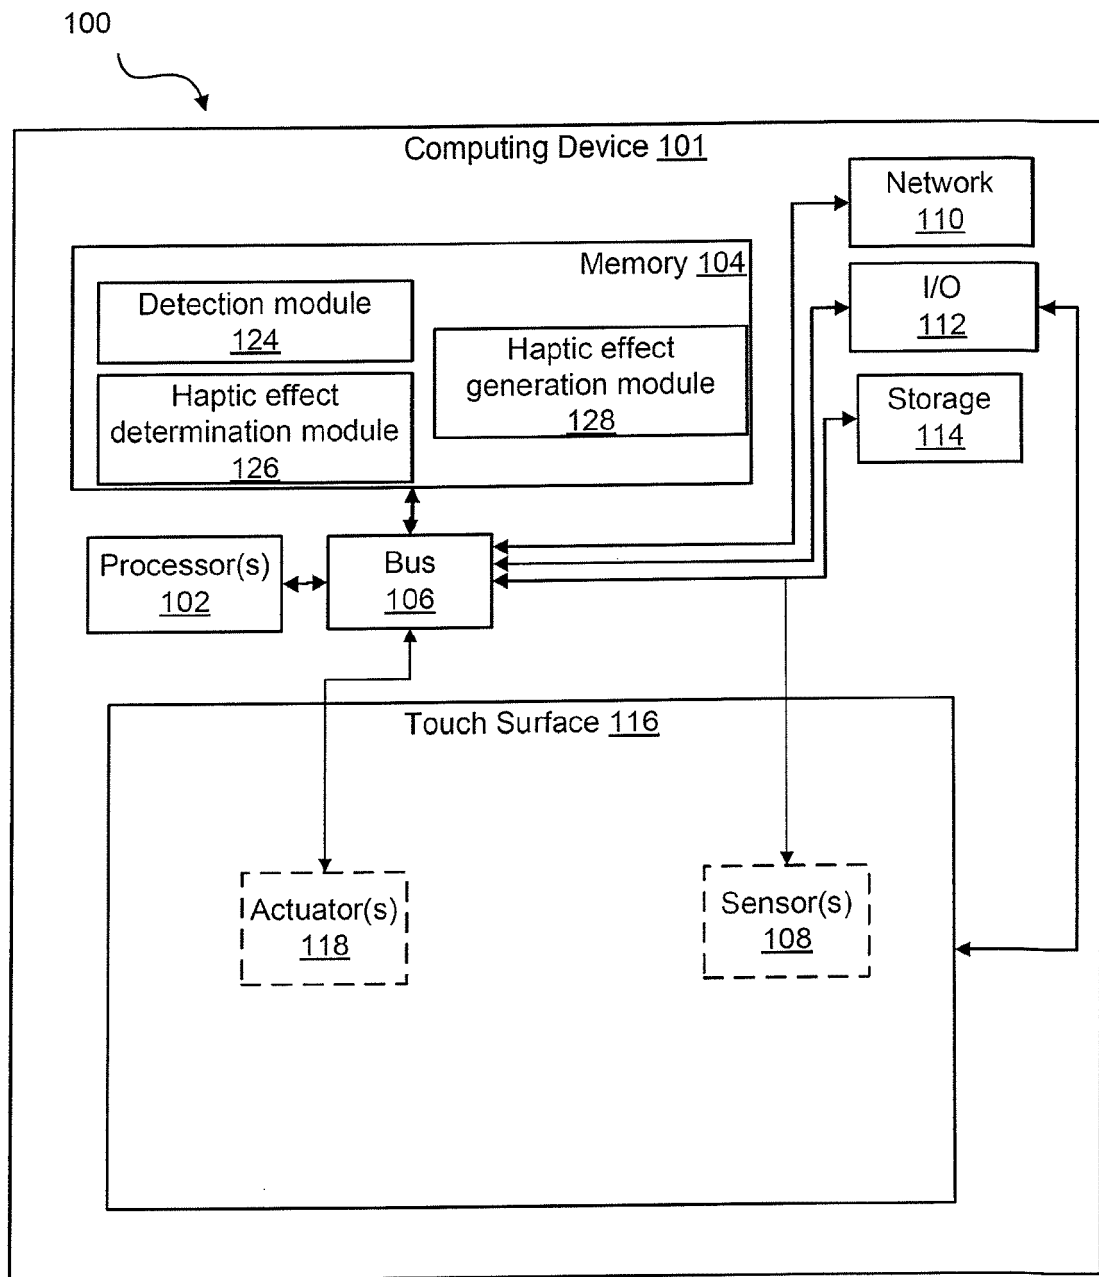 100
Computing Device 101
Network
110
Memory 104
I/O
112
Detection module
124
Haptic effect
generation module
128
Haptic effect
determination module
126
Storage
114
Processor(s)
102
Bus
106
Touch Surface 116
Actuator(s)
118
Sensor(s)
108